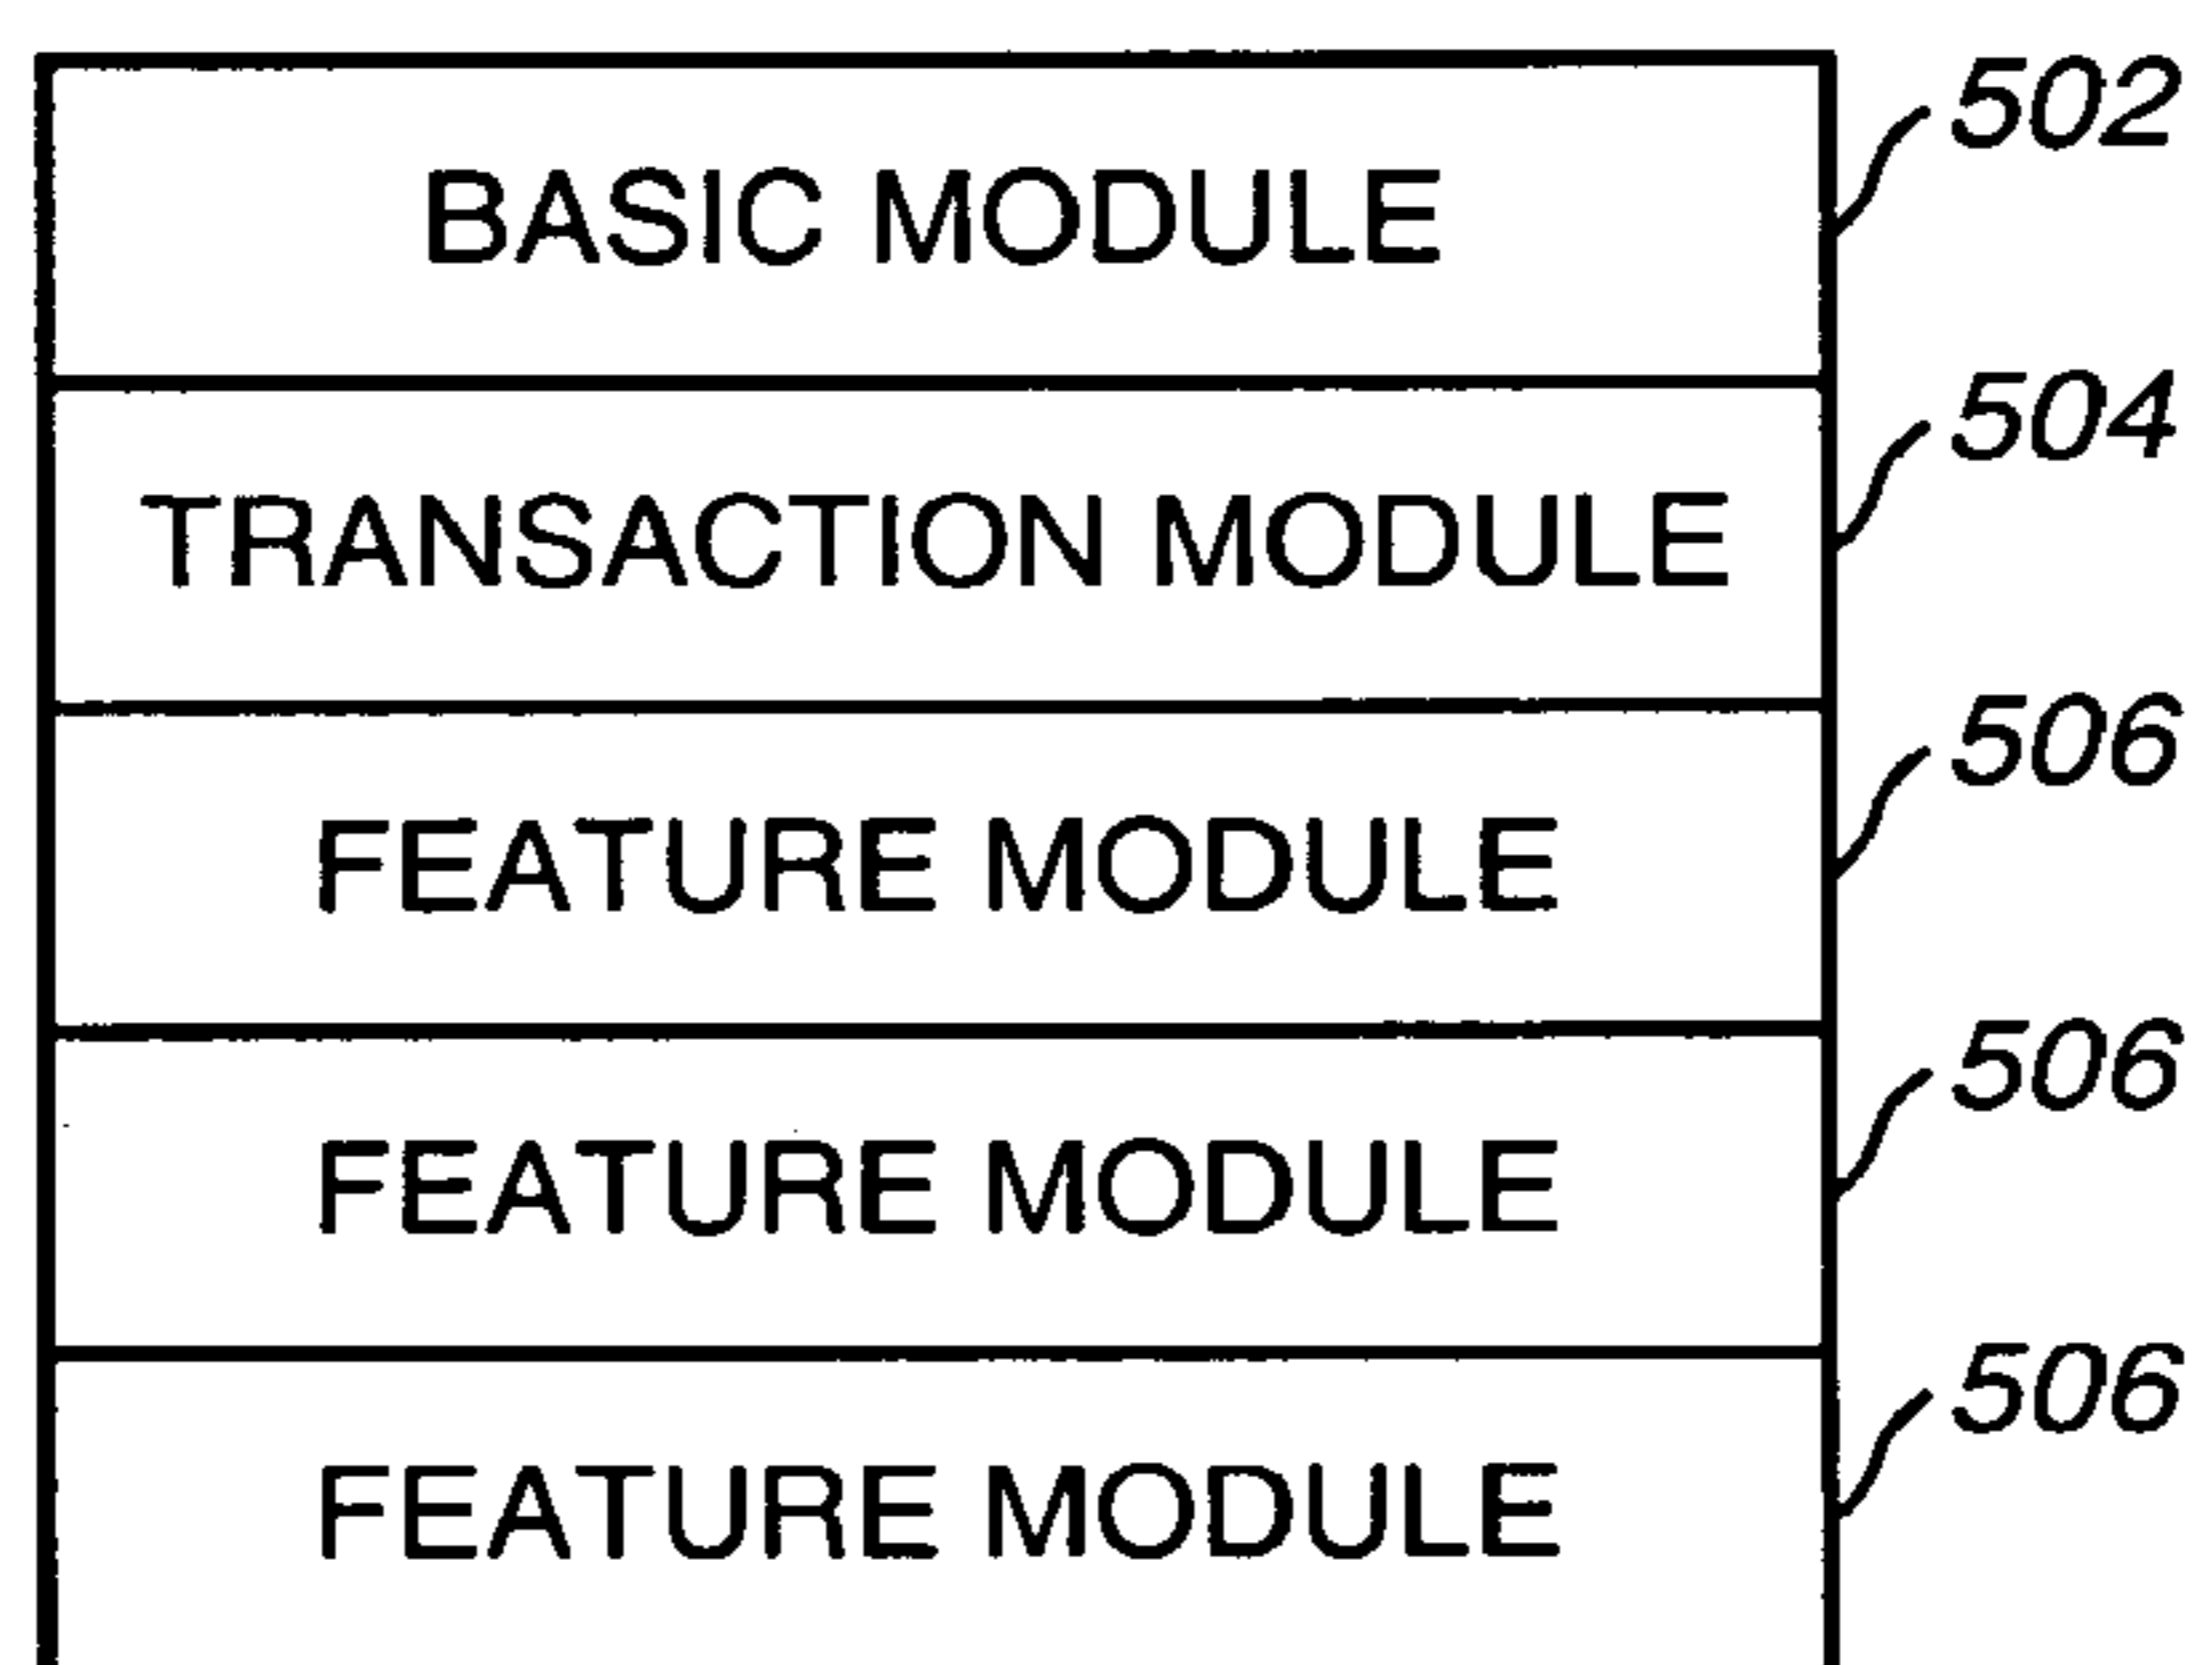 502
BASIC MODULE
504
TRANSACTION MODULE
506
FEATURE MODULE
506
FEATURE MODULE
506
FEATURE MODULE